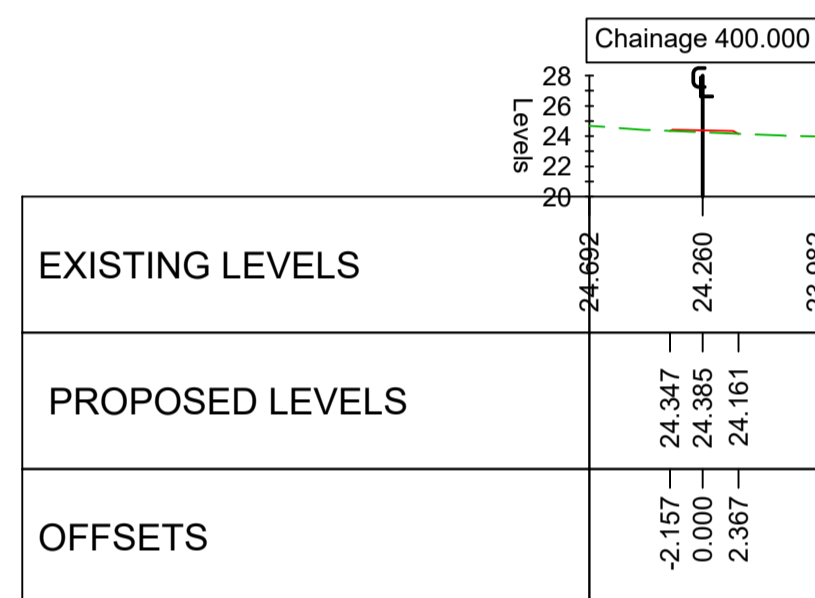 Chainage 400.000
℄
28
26
24
22
20
Levels
EXISTING LEVELS
24.692
24.260
PROPOSED LEVELS
24.347
24.385
24.161
OFFSETS
-2.157
0.000
2.367